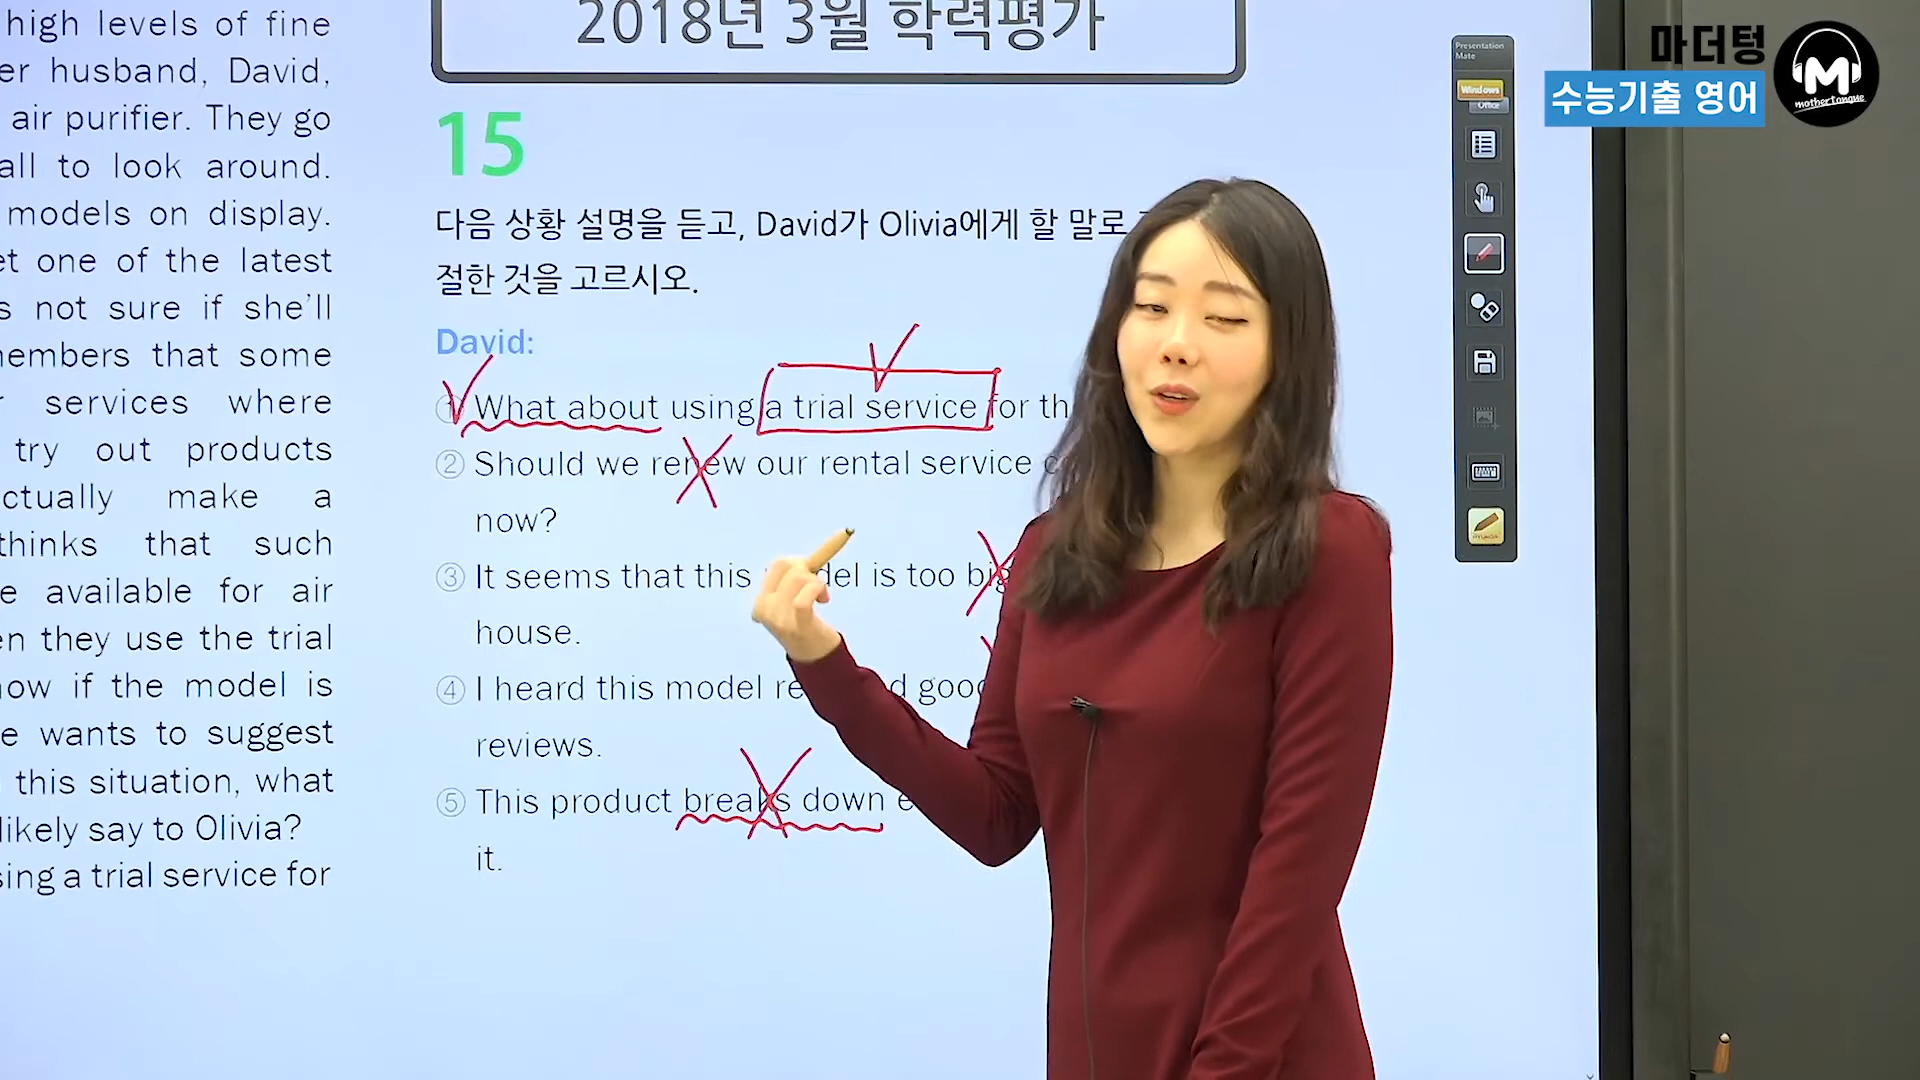 high levels of fine
er husband, David,
air purifier. They go
all to look around.
models on display.
et one of the latest
s not sure if she'll
members that some
services where
try out products
ctually make a
thinks that such
e available for air
en they use the trial
now if the model is
e wants to suggest
this situation, what
likely say to Olivia?
sing a trial service for
2018년 3월 학력평가
15
다음 상황 설명을 듣고, David가 Olivia에게 할 말로
절한 것을 고르시오.
David:
① What about using a trial service for th
② Should we renew our rental service
now?
③ It seems that this model is too big
house.
④ I heard this model re d good
reviews.
⑤ This product breaks down e
it.
Presentation
Mate
Windows
Office
마더텅
수능기출 영어
M
mothertongue